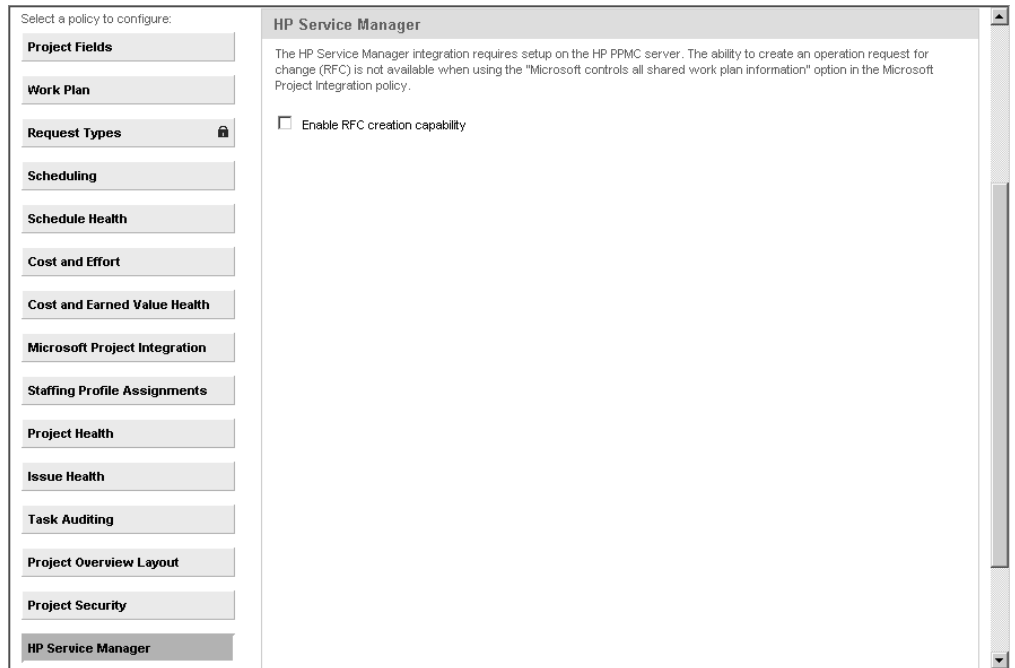 Select a policy to configure:
Project Fields
Work Plan
Request Types
Scheduling
Schedule Health
Cost and Effort
Cost and Earned Value Health
Microsoft Project Integration
Staffing Profile Assignments
Project Health
Issue Health
Task Auditing
Project Overview Layout
Project Security
HP Service Manager
HP Service Manager
The HP Service Manager integration requires setup on the HP PPMC server. The ability to create an operation request for
change (RFC) is not available when using the "Microsoft controls all shared work plan information" option in the Microsoft
Project Integration policy.
Enable RFC creation capability